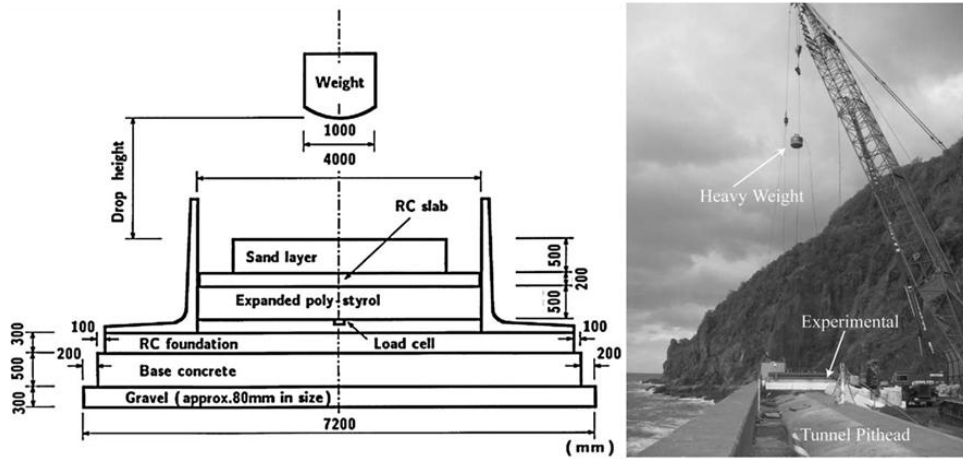 Weight
1000
4000
Drop height
RC slab
Sand layer
500
200
Expanded poly styrol
500
100
100
300
RC foundation
Load cell
200
200
500
Base concrete
300
Gravel (approx.80mm in size)
7200
(mm)
Heavy Weight
Experimental
Tunnel Pithead